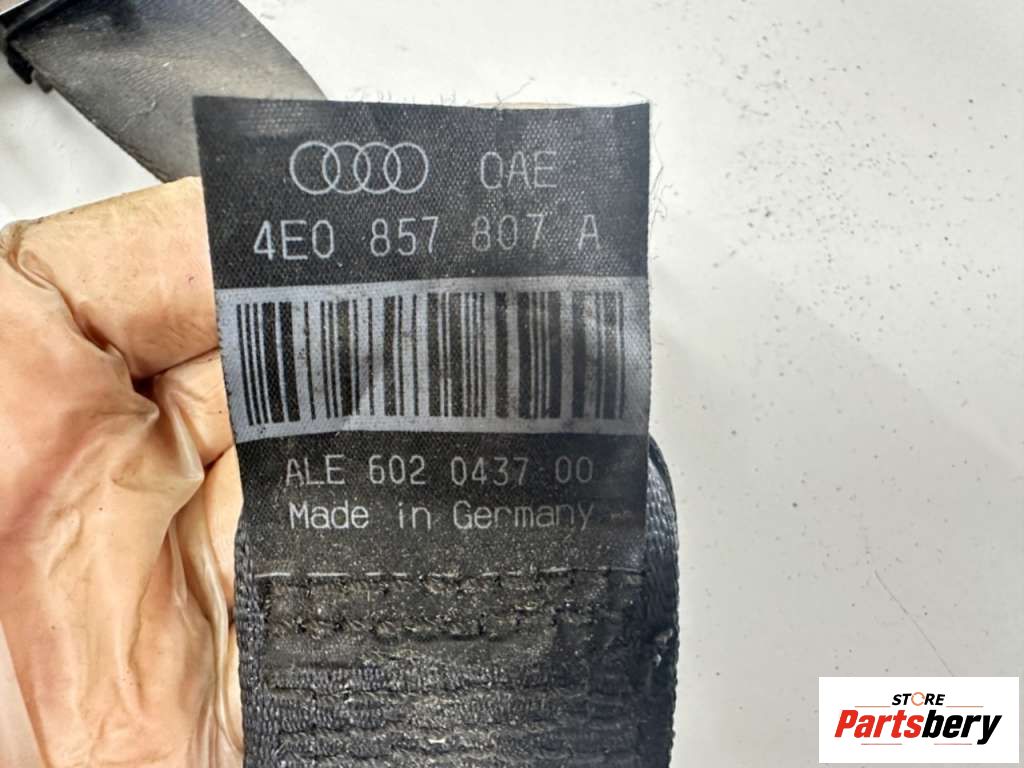 QAE
4E0 857 807 A
ALE 602 0437 00
Made in Germany
STORE
Partsbery